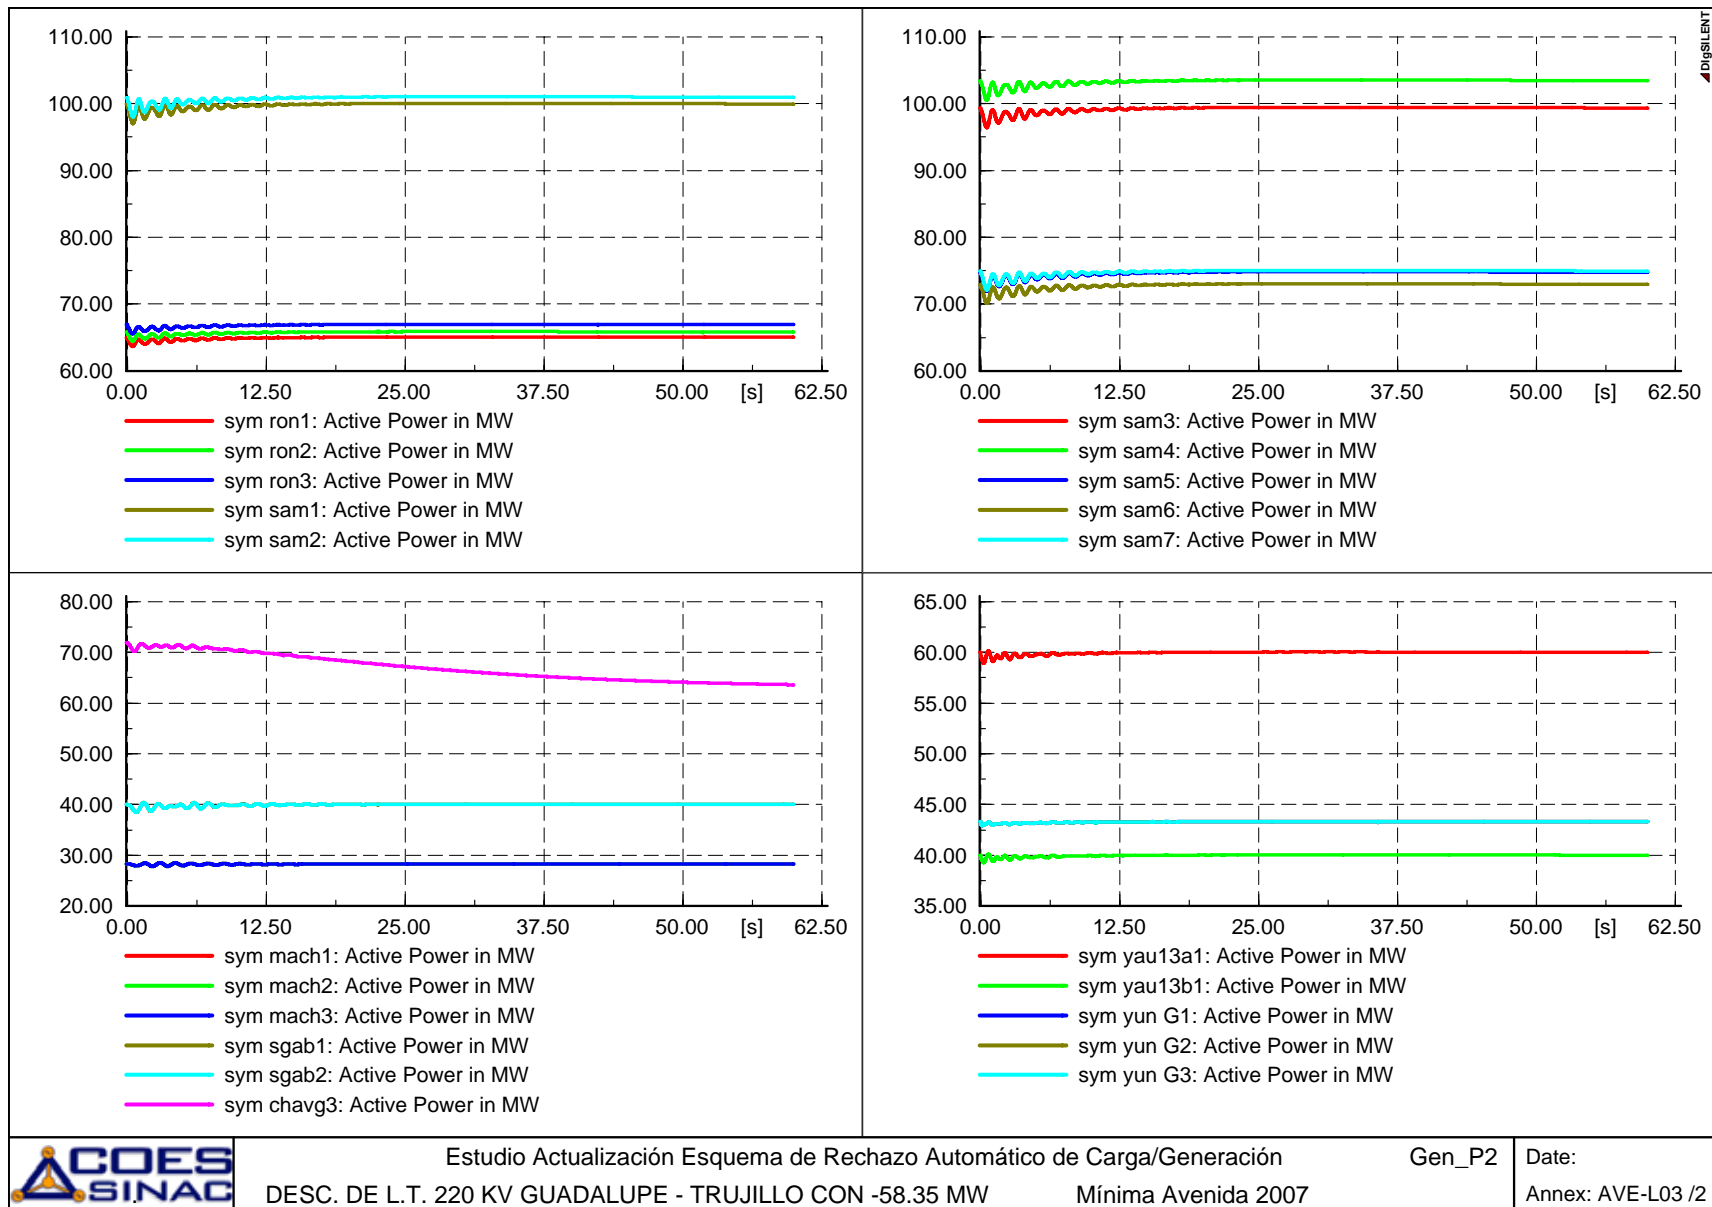 110.00
100.00
90.00
80.00
70.00
60.00
0.00 12.50 25.00 37.50 50.00 [s] 62.50
sym ron1: Active Power in MW
sym ron2: Active Power in MW
sym ron3: Active Power in MW
sym sam1: Active Power in MW
sym sam2: Active Power in MW
110.00
100.00
90.00
80.00
70.00
60.00
0.00 12.50 25.00 37.50 50.00 [s] 62.50
sym sam3: Active Power in MW
sym sam4: Active Power in MW
sym sam5: Active Power in MW
sym sam6: Active Power in MW
sym sam7: Active Power in MW
DIgSILENT
80.00
70.00
60.00
50.00
40.00
30.00
20.00
0.00 12.50 25.00 37.50 50.00 [s] 62.50
sym mach1: Active Power in MW
sym mach2: Active Power in MW
sym mach3: Active Power in MW
sym sgab1: Active Power in MW
sym sgab2: Active Power in MW
sym chavg3: Active Power in MW
65.00
60.00
55.00
50.00
45.00
40.00
35.00
0.00 12.50 25.00 37.50 50.00 [s] 62.50
sym yau13a1: Active Power in MW
sym yau13b1: Active Power in MW
sym yun G1: Active Power in MW
sym yun G2: Active Power in MW
sym yun G3: Active Power in MW
COES
SINAC
Estudio Actualización Esquema de Rechazo Automático de Carga/Generación Gen_P2
DESC. DE L.T. 220 KV GUADALUPE - TRUJILLO CON -58.35 MW Mínima Avenida 2007
Date:
Annex: AVE-L03 /2